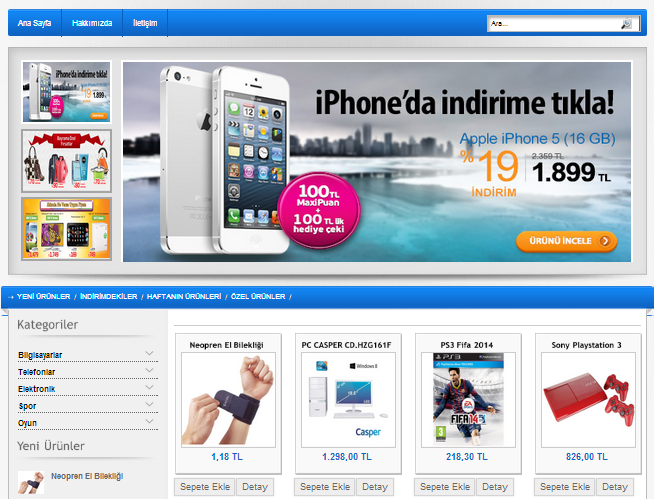 Ana Sayfa
Hakkımızda
İletişim
Ara...
iPhone'da indirime tıkla!
Apple iPhone 5 (16 GB)
%19 İNDİRİM
2.359 TL
1.899 TL
100 TL
MaxiPuan
+
100 TL lik
hediye çeki
ÜRÜNÜ İNCELE
YENİ ÜRÜNLER / İNDİRİMDEKİLER / HAFTANIN ÜRÜNLERİ / ÖZEL ÜRÜNLER /
Kategoriler
Bilgisayarlar
Telefonlar
Elektronik
Spor
Oyun
Yeni Ürünler
Neopren El Bilekliği
Neopren El Bilekliği
1,18 TL
Sepete Ekle
Detay
PC CASPER CD.HZG161F
Windows 8
Casper
1.298,00 TL
Sepete Ekle
Detay
PS3 Fifa 2014
PS3
EA SPORTS
FIFA 14
3
218,30 TL
Sepete Ekle
Detay
Sony Playstation 3
826,00 TL
Sepete Ekle
Detay